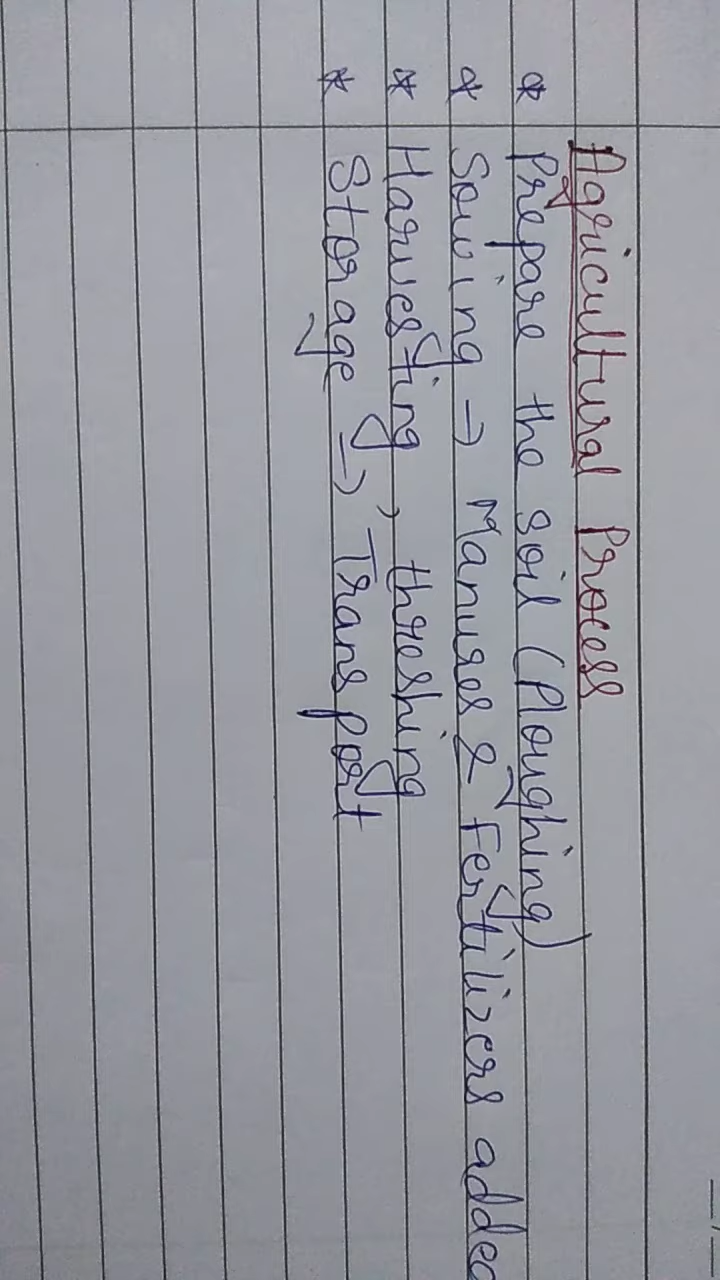 Agricultural Process
* Prepare the soil (Ploughing)
* Sowing → Manures & Fertilizers added
* Harvesting, threshing
* Storage → Transport